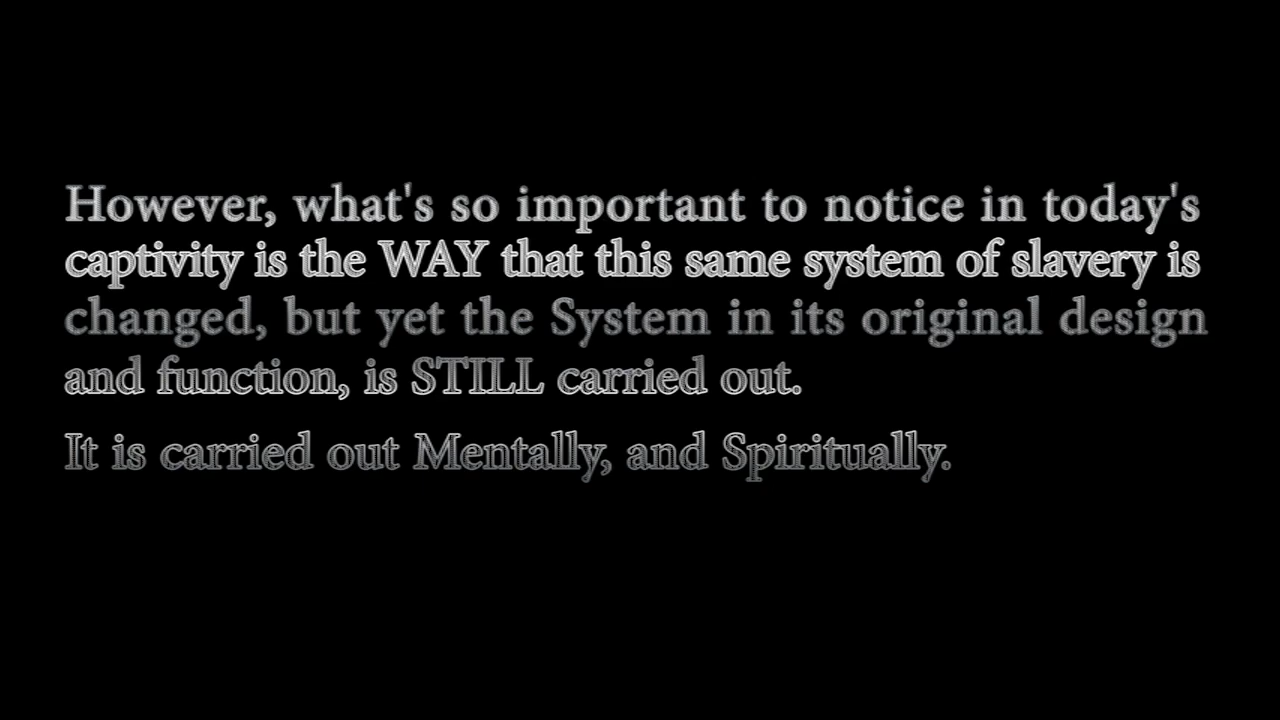 However, what's so important to notice in today's
captivity is the WAY that this same system of slavery is
changed, but yet the System in its original design
and function, is STILL carried out.
It is carried out Mentally, and Spiritually.